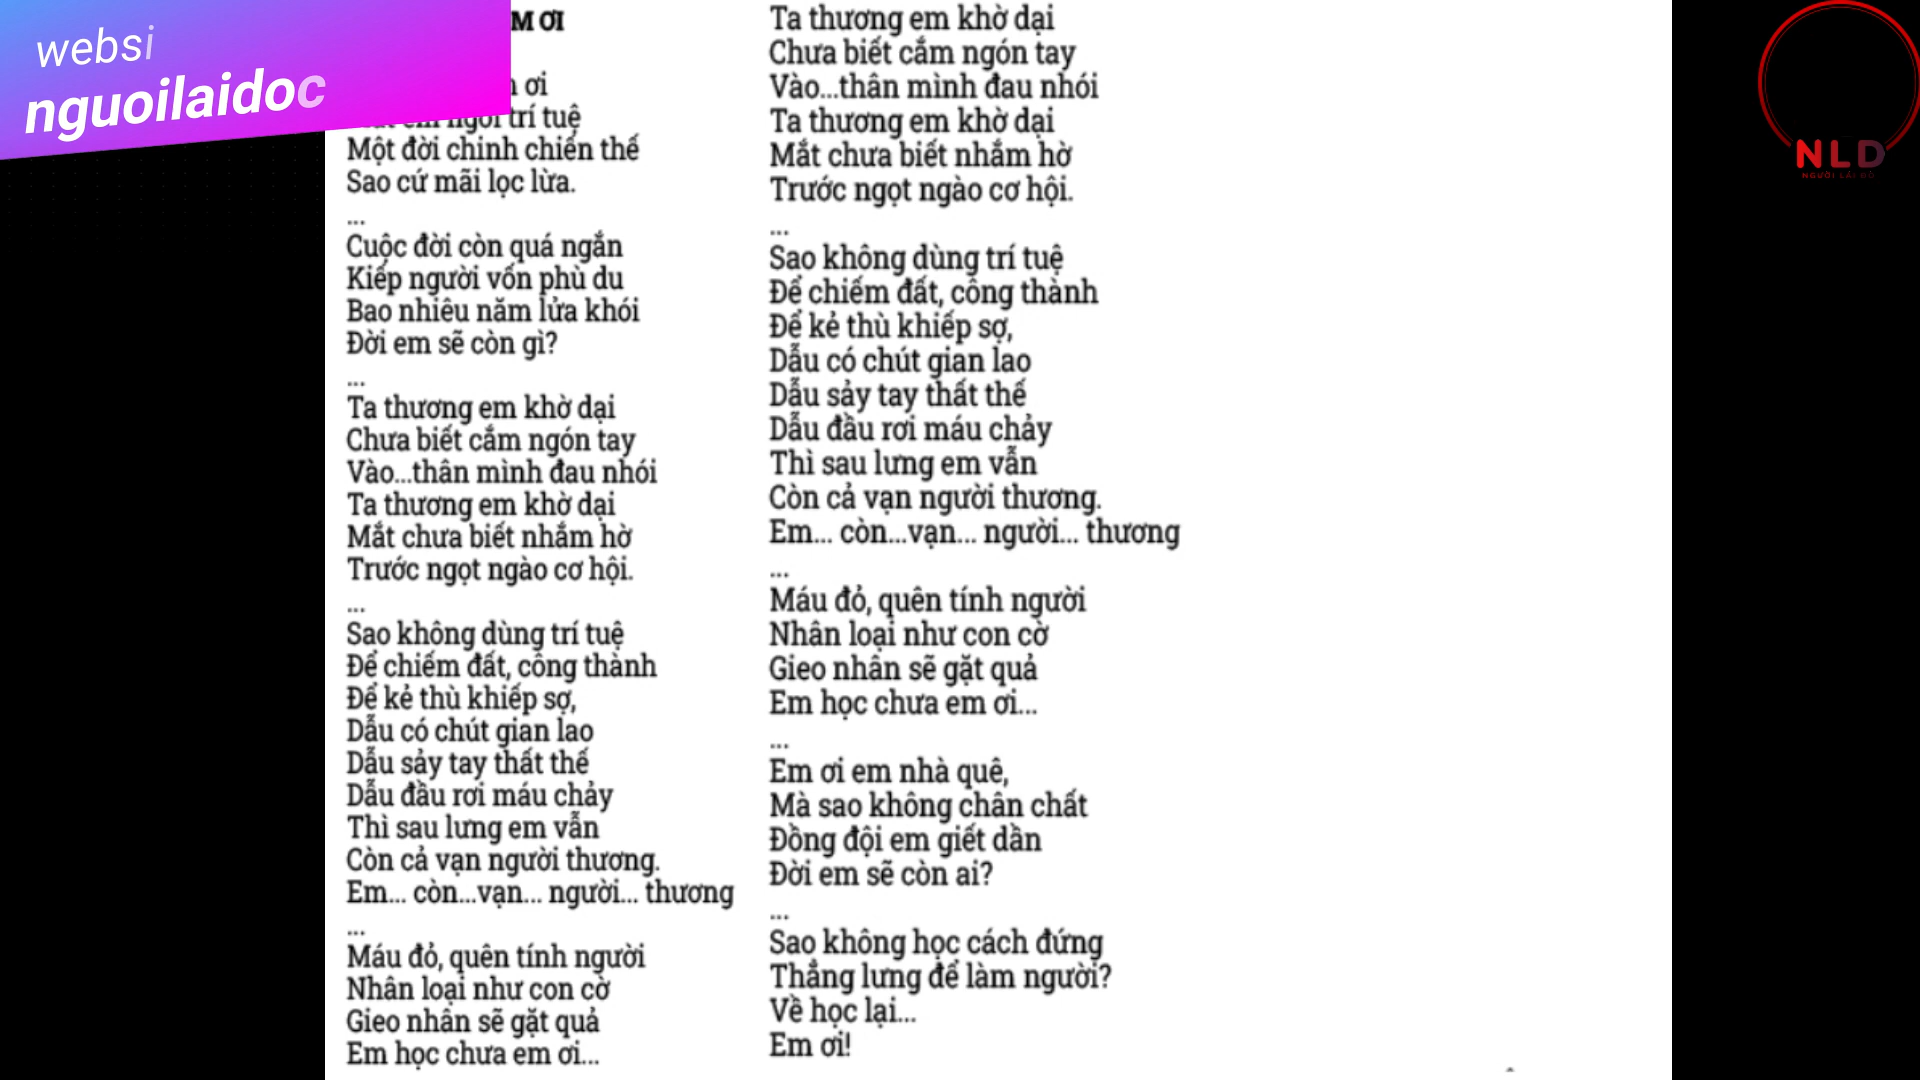 websi
nguoilaidoc
M ƠI
ơi
trí tuệ
Một đời chinh chiến thế
Sao cứ mãi lọc lừa.
...
Cuộc đời còn quá ngắn
Kiếp người vốn phù du
Bao nhiêu năm lửa khói
Đời em sẽ còn gì?
...
Ta thương em khờ dại
Chưa biết cắm ngón tay
Vào...thân mình đau nhói
Ta thương em khờ dại
Mắt chưa biết nhắm hờ
Trước ngọt ngào cơ hội.
...
Sao không dùng trí tuệ
Để chiếm đất, công thành
Để kẻ thù khiếp sợ,
Dẫu có chút gian lao
Dẫu sảy tay thất thế
Dẫu đầu rơi máu chảy
Thì sau lưng em vẫn
Còn cả vạn người thương.
Em... còn...vạn... người... thương
...
Máu đỏ, quên tính người
Nhân loại như con cờ
Gieo nhân sẽ gặt quả
Em học chưa em ơi...
Ta thương em khờ dại
Chưa biết cắm ngón tay
Vào...thân mình đau nhói
Ta thương em khờ dại
Mắt chưa biết nhắm hờ
Trước ngọt ngào cơ hội.
...
Sao không dùng trí tuệ
Để chiếm đất, công thành
Để kẻ thù khiếp sợ,
Dẫu có chút gian lao
Dẫu sảy tay thất thế
Dẫu đầu rơi máu chảy
Thì sau lưng em vẫn
Còn cả vạn người thương.
Em... còn...vạn... người... thương
...
Máu đỏ, quên tính người
Nhân loại như con cờ
Gieo nhân sẽ gặt quả
Em học chưa em ơi...
...
Em ơi em nhà quê,
Mà sao không chân chất
Đồng đội em giết dần
Đời em sẽ còn ai?
...
Sao không học cách đứng
Thẳng lưng để làm người?
Về học lại...
Em ơi!
NLD
NGƯỜI LÁI ĐÒ